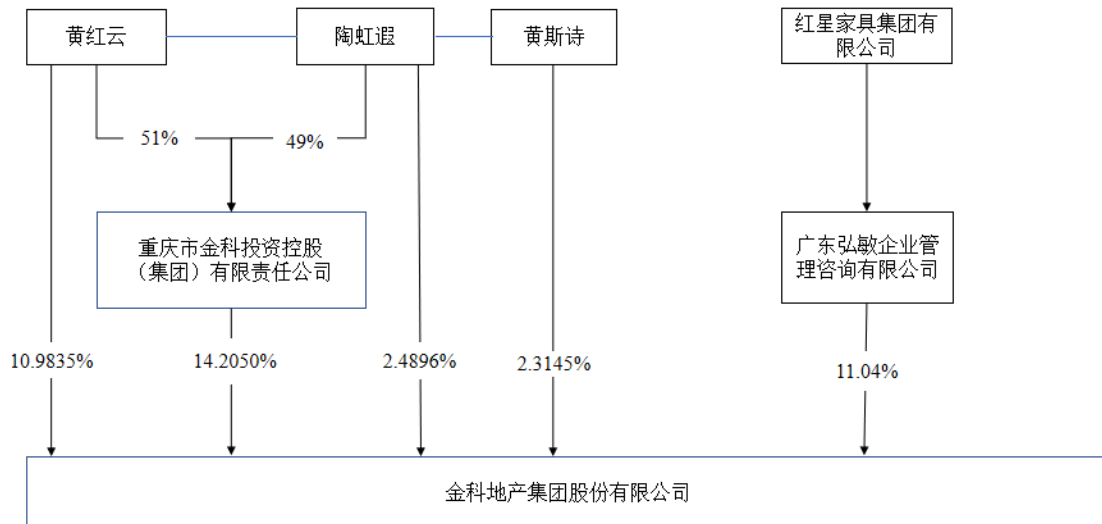 黄红云
陶虹遐
黄斯诗
红星家具集团有
限公司
51%
49%
重庆市金科投资控股
（集团）有限责任公司
广东弘敏企业管
理咨询有限公司
10.9835%
14.2050%
2.4896%
2.3145%
11.04%
金科地产集团股份有限公司